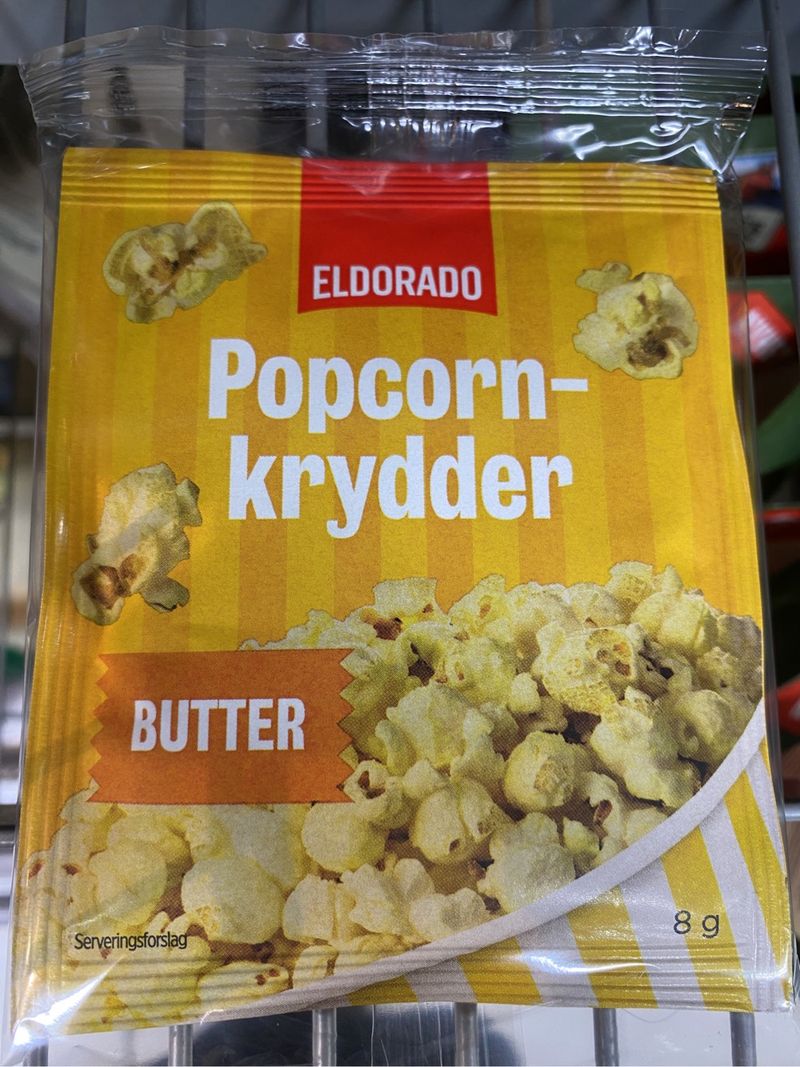 ELDORADO
Popcorn-
krydder
BUTTER
Serveringsforslag
8 g